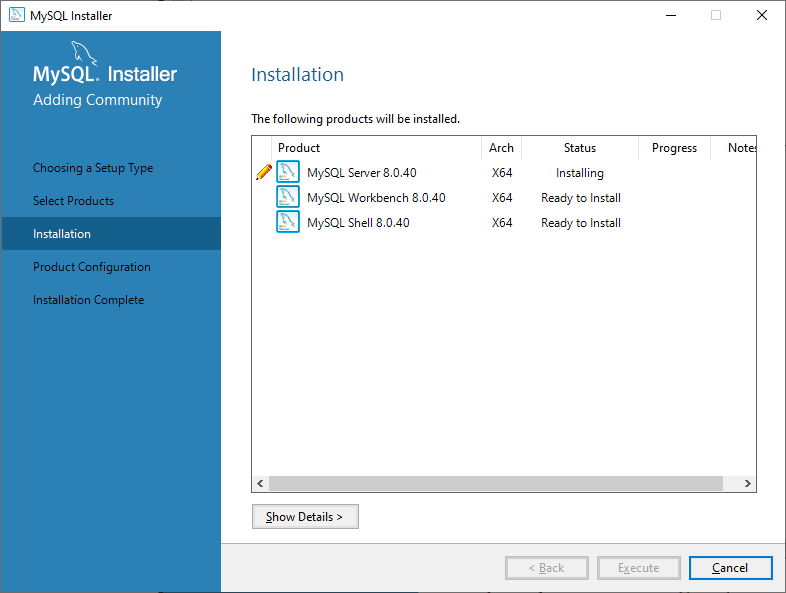 MySQL Installer
MySQL. Installer
Adding Community
Choosing a Setup Type
Select Products
Installation
Product Configuration
Installation Complete
Installation
The following products will be installed.
Product Arch Status Progress Notes
MySQL Server 8.0.40 X64 Installing
MySQL Workbench 8.0.40 X64 Ready to Install
MySQL Shell 8.0.40 X64 Ready to Install
Show Details >
< Back Execute Cancel